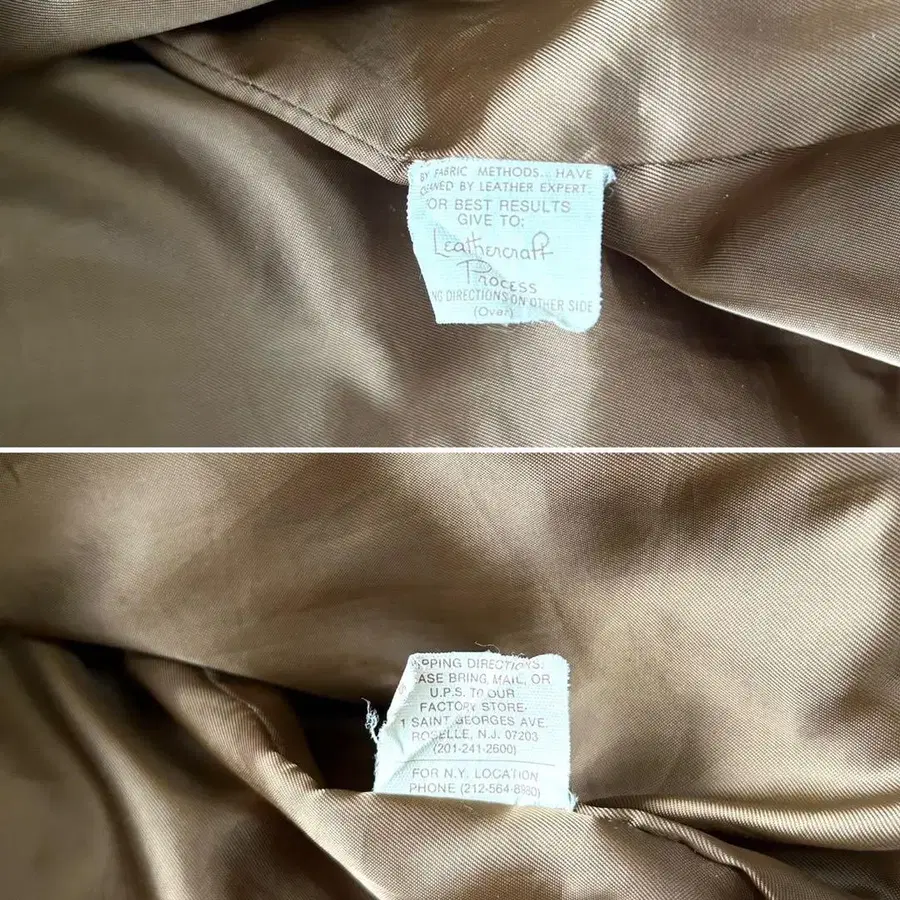 BY FABRIC METHODS... HAVE
CLEANED BY LEATHER EXPERT.
FOR BEST RESULTS
GIVE TO:
Leathercraft
Process
NG DIRECTIONS ON OTHER SIDE
(Over)
PPING DIRECTIONS:
EASE BRING, MAIL, OR
U.P.S. TO OUR
FACTORY STORE-
1 SAINT GEORGES AVE.
ROSELLE, N.J. 07203
(201-241-2600)
FOR N.Y. LOCATION
PHONE (212-564-8980)